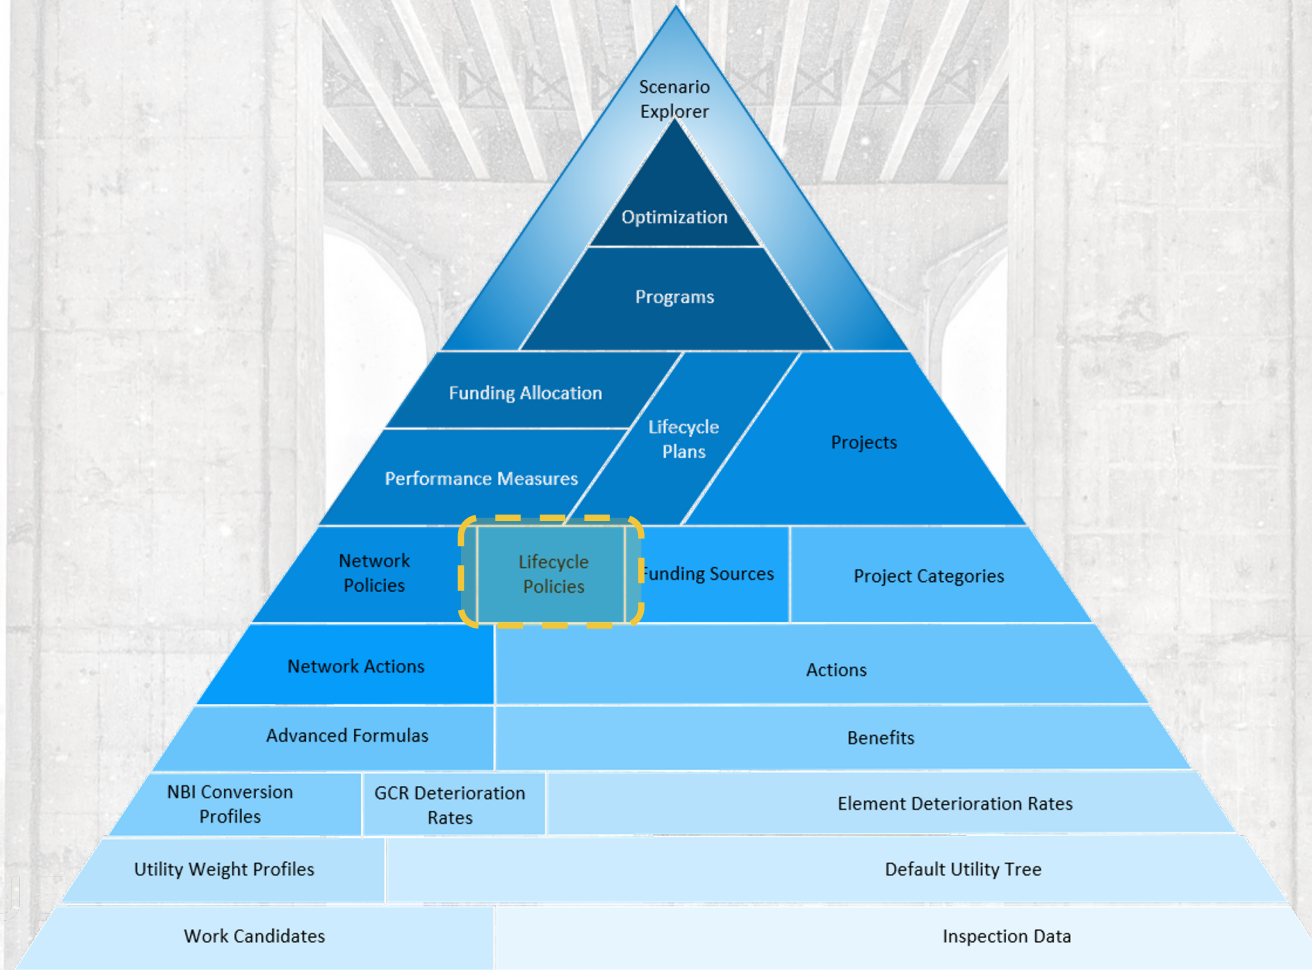 Scenario
Explorer
Optimization
Programs
Funding Allocation
Lifecycle
Plans
Projects
Performance Measures
Network
Policies
Lifecycle
Policies
Funding Sources
Project Categories
Network Actions
Actions
Advanced Formulas
Benefits
NBI Conversion
Profiles
GCR Deterioration
Rates
Element Deterioration Rates
Utility Weight Profiles
Default Utility Tree
Work Candidates
Inspection Data